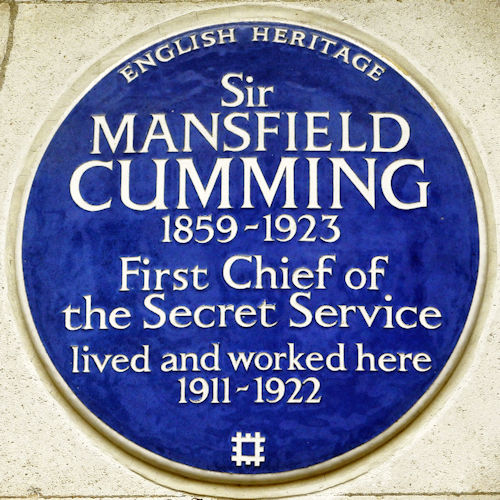 ENGLISH HERITAGE
Sir
MANSFIELD
CUMMING
1859-1923
First Chief of
the Secret Service
lived and worked here
1911-1922